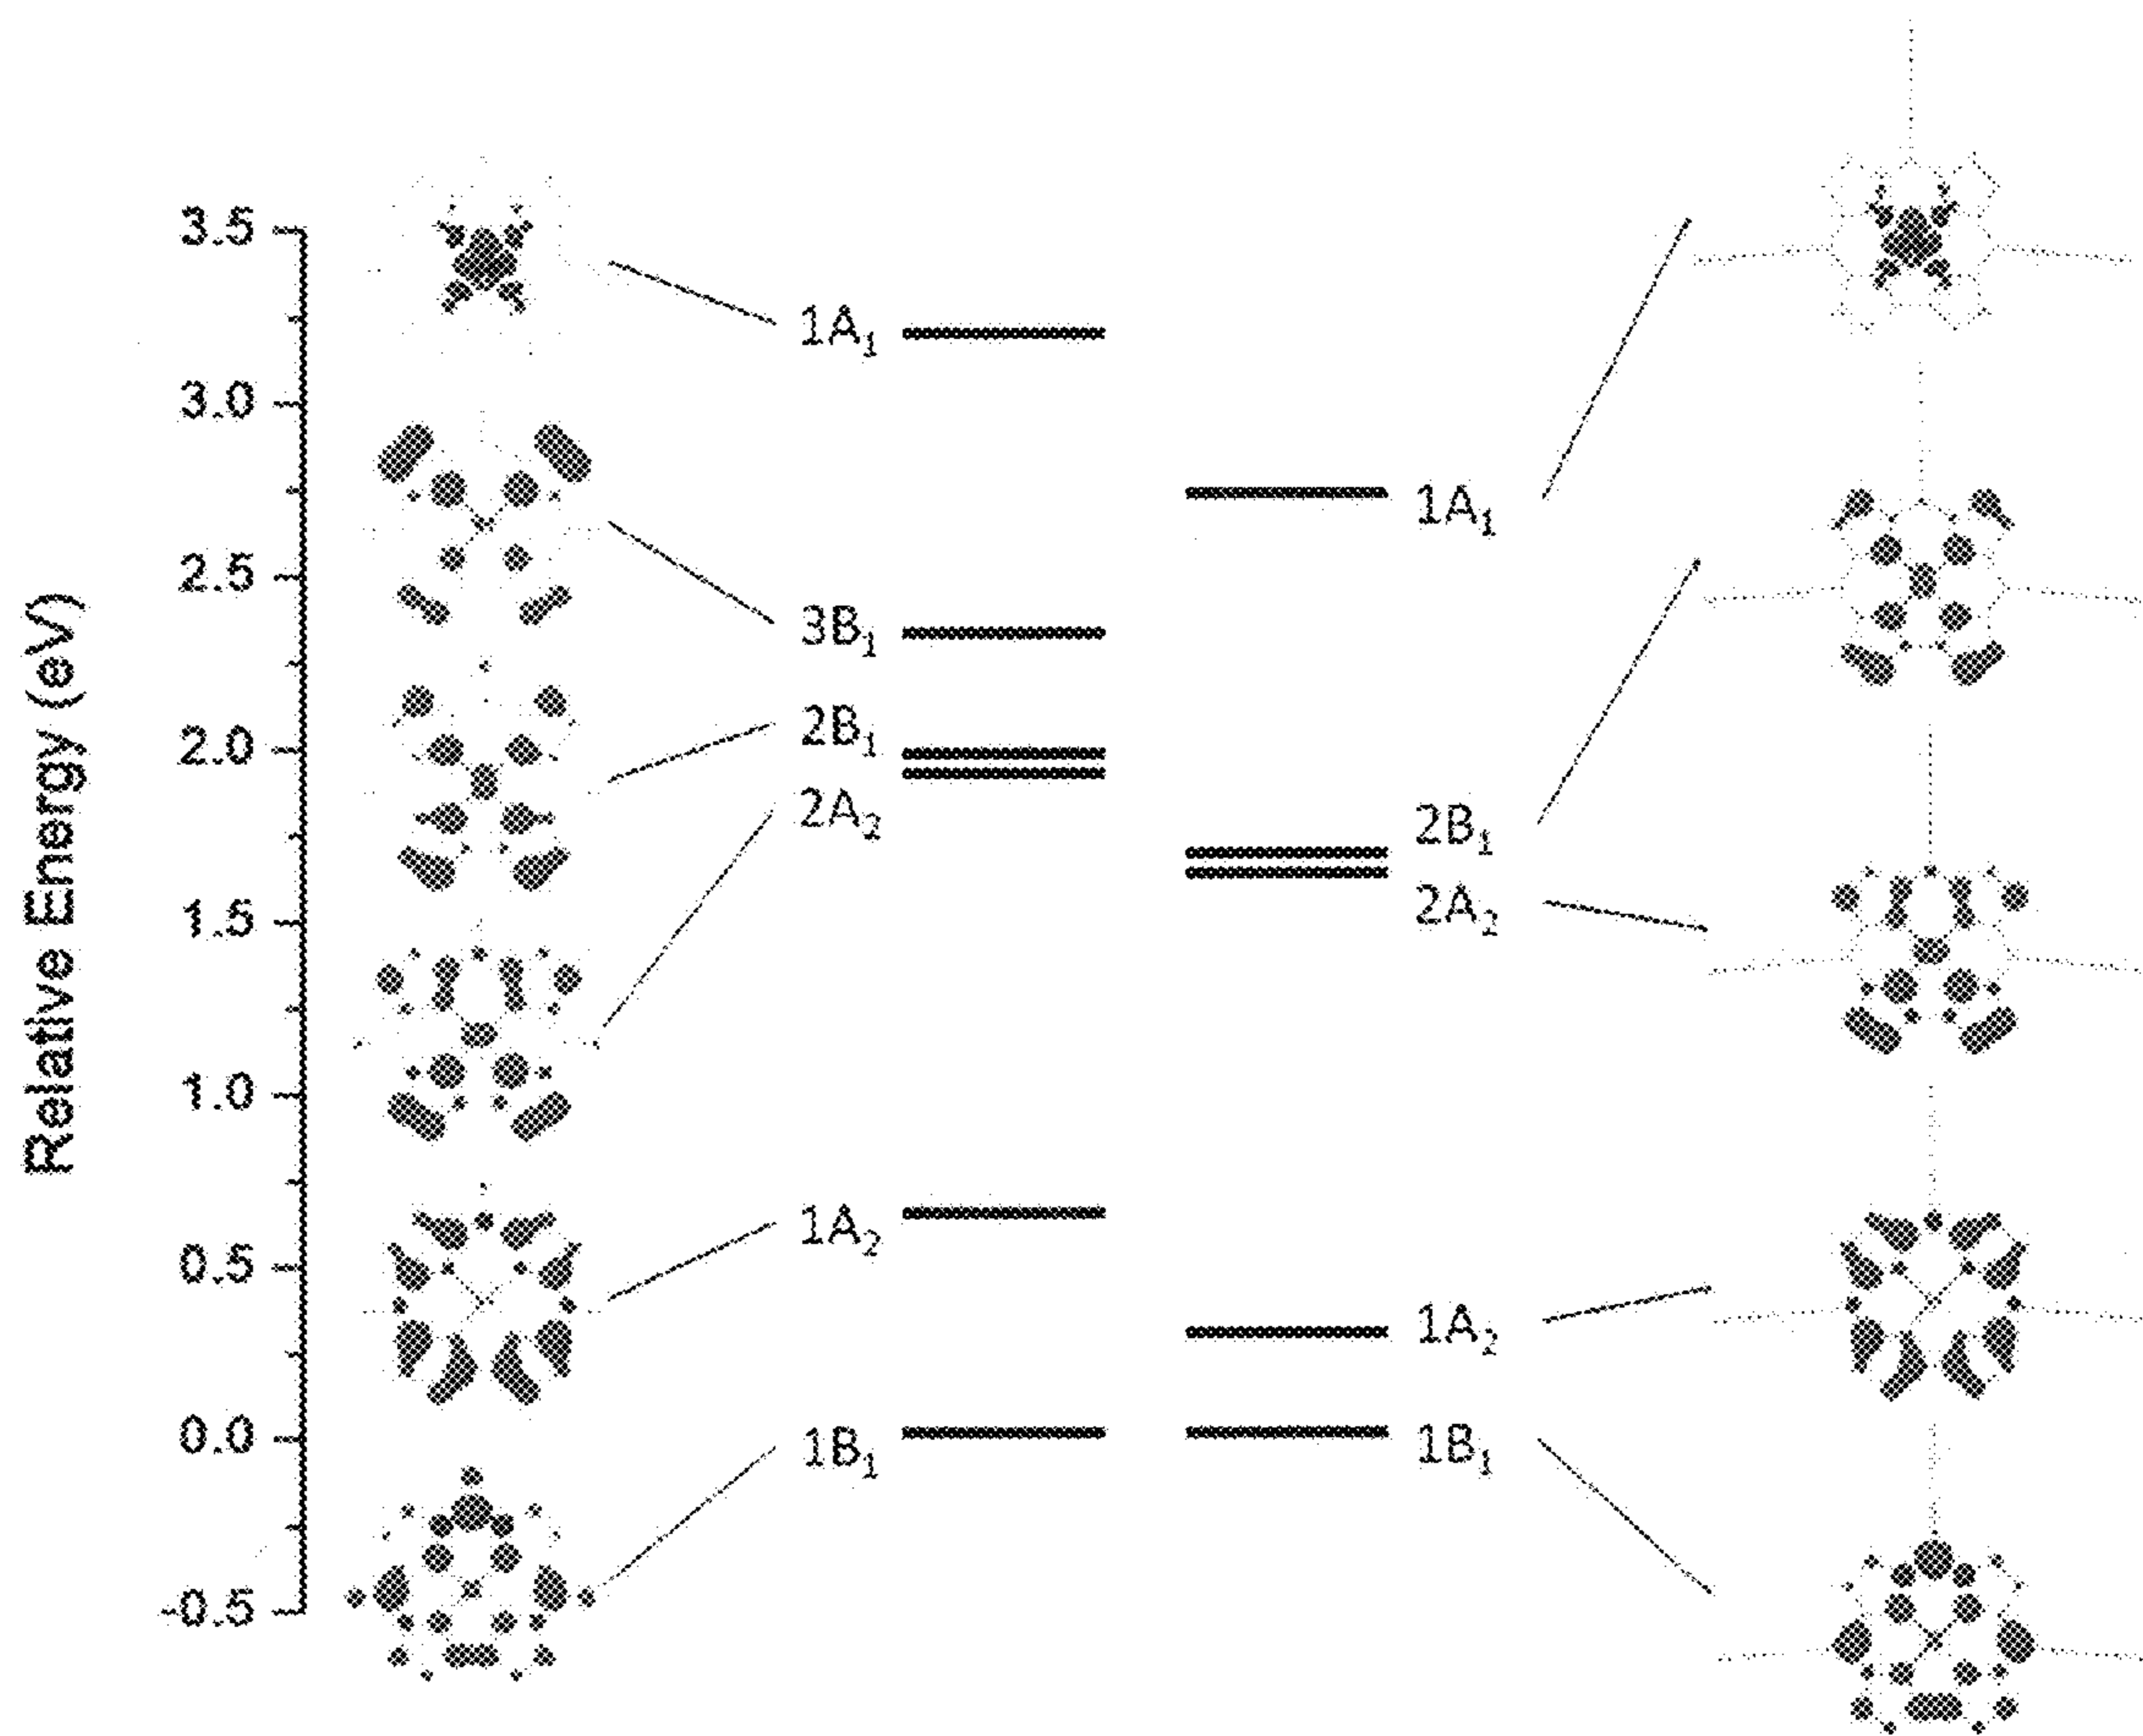 Relative Energy (eV)
3.5
3.0
2.5
2.0
1.5
1.0
0.5
0.0
-0.5
1A₁
3B₁
2B₁
2A₂
1A₂
1B₁
1A₁
2B₁
2A₂
1A₂
1B₁